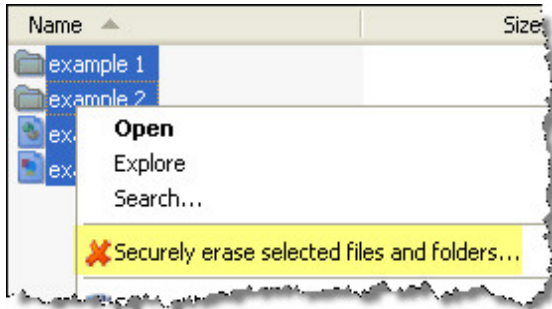 Name Size
example 1
example 2
Open
Explore
Search...
Securely erase selected files and folders...